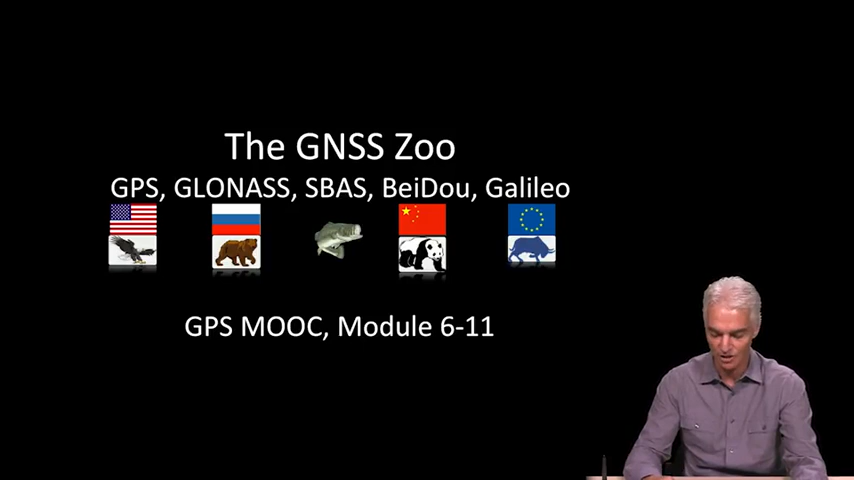 The GNSS Zoo
GPS, GLONASS, SBAS, BeiDou, Galileo
GPS MOOC, Module 6-11